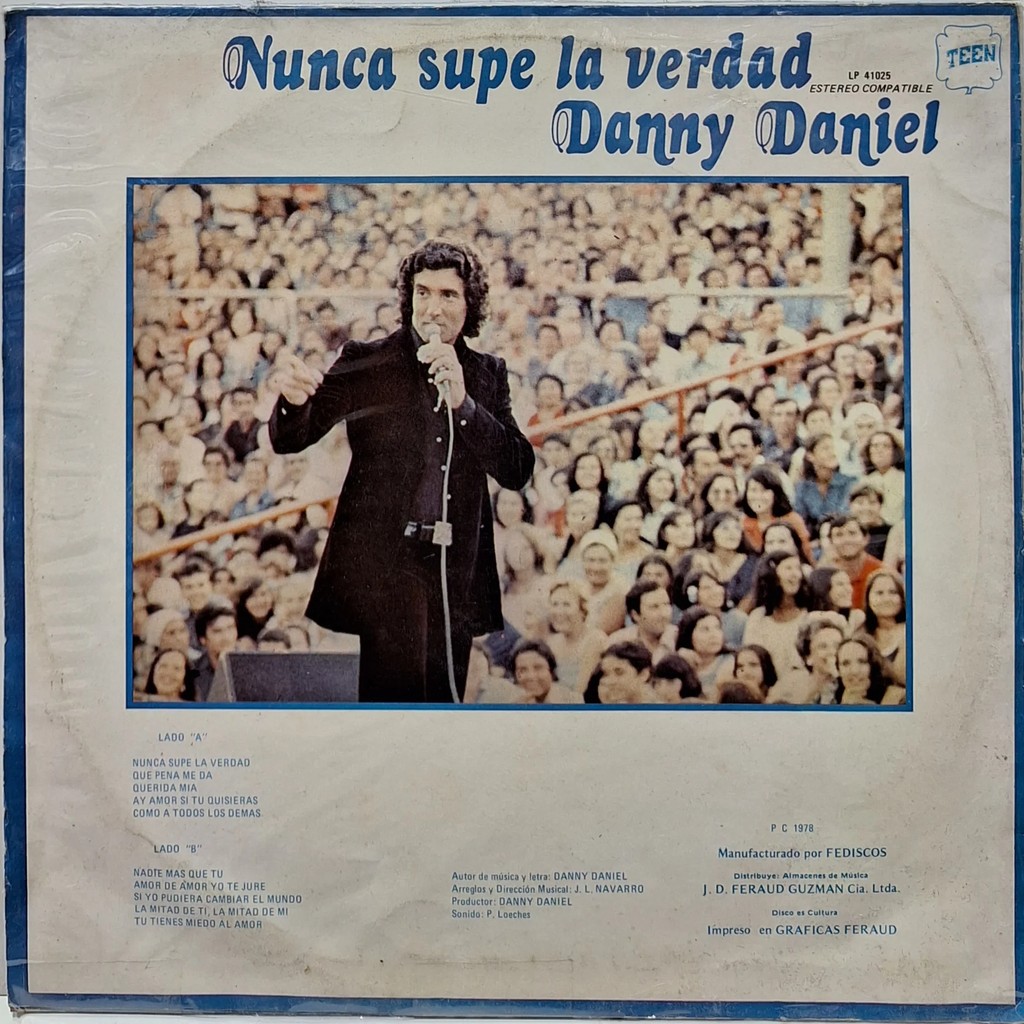 Nunca supe la verdad
TEEN
LP 41025
ESTEREO COMPATIBLE
Danny Daniel
LADO "A"
NUNCA SUPE LA VERDAD
QUE PENA ME DA
QUERIDA MIA
AY AMOR SI TU QUISIERAS
COMO A TODOS LOS DEMAS
LADO "B"
NADIE MAS QUE TU
AMOR DE AMOR YO TE JURE
SI YO PUDIERA CAMBIAR EL MUNDO
LA MITAD DE TI, LA MITAD DE MI
TU TIENES MIEDO AL AMOR
Autor de música y letra: DANNY DANIEL
Arreglos y Dirección Musical: J. L. NAVARRO
Productor: DANNY DANIEL
Sonido: P. Loeches
P C 1978
Manufacturado por FEDISCOS
Distribuye: Almacenes de Música
J. D. FERAUD GUZMAN Cia. Ltda.
Disco es Cultura
Impreso en GRAFICAS FERAUD